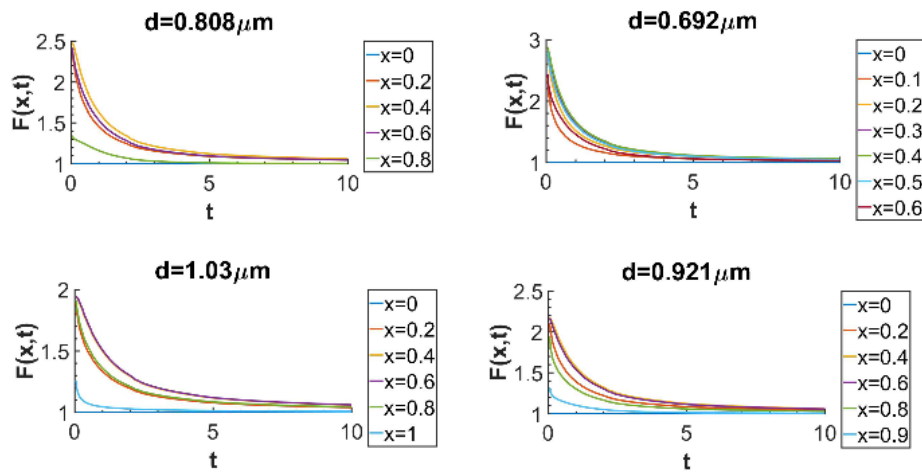 d=0.808μm
F(x,t)
2.5
2
1.5
1
0
5
10
t
x=0
x=0.2
x=0.4
x=0.6
x=0.8
d=0.692μm
F(x,t)
3
2
1
0
5
10
t
x=0
x=0.1
x=0.2
x=0.3
x=0.4
x=0.5
x=0.6
d=1.03μm
F(x,t)
2
1.5
1
0
5
10
t
x=0
x=0.2
x=0.4
x=0.6
x=0.8
x=1
d=0.921μm
F(x,t)
2.5
2
1.5
1
0
5
10
t
x=0
x=0.2
x=0.4
x=0.6
x=0.8
x=0.9